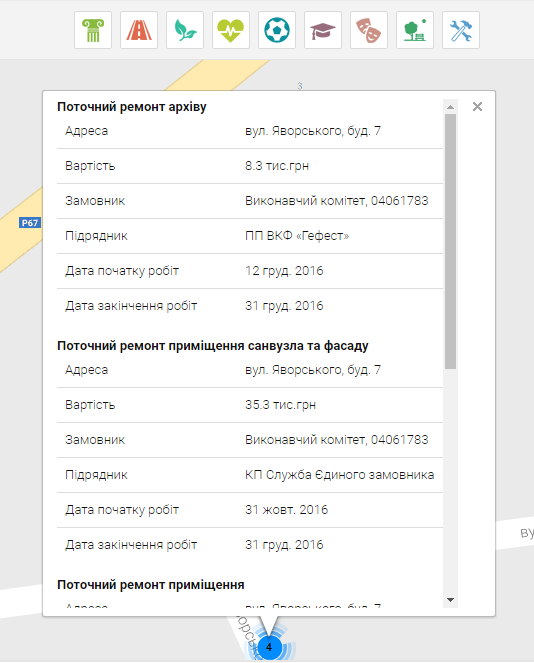 3
Поточний ремонт архіву
Адреса вул. Яворського, буд. 7
Вартість 8.3 тис.грн
Замовник Виконавчий комітет, 04061783
P67
Підрядник ПП ВКФ «Гефест»
Дата початку робіт 12 груд. 2016
Дата закінчення робіт 31 груд. 2016
Поточний ремонт приміщення санвузла та фасаду
Адреса вул. Яворського, буд. 7
Вартість 35.3 тис.грн
Замовник Виконавчий комітет, 04061783
Підрядник КП Служба Єдиного замовника
Дата початку робіт 31 жовт. 2016
Дата закінчення робіт 31 груд. 2016
ву
Поточний ремонт приміщення
Адреса вул. Яворського, буд. 7
4